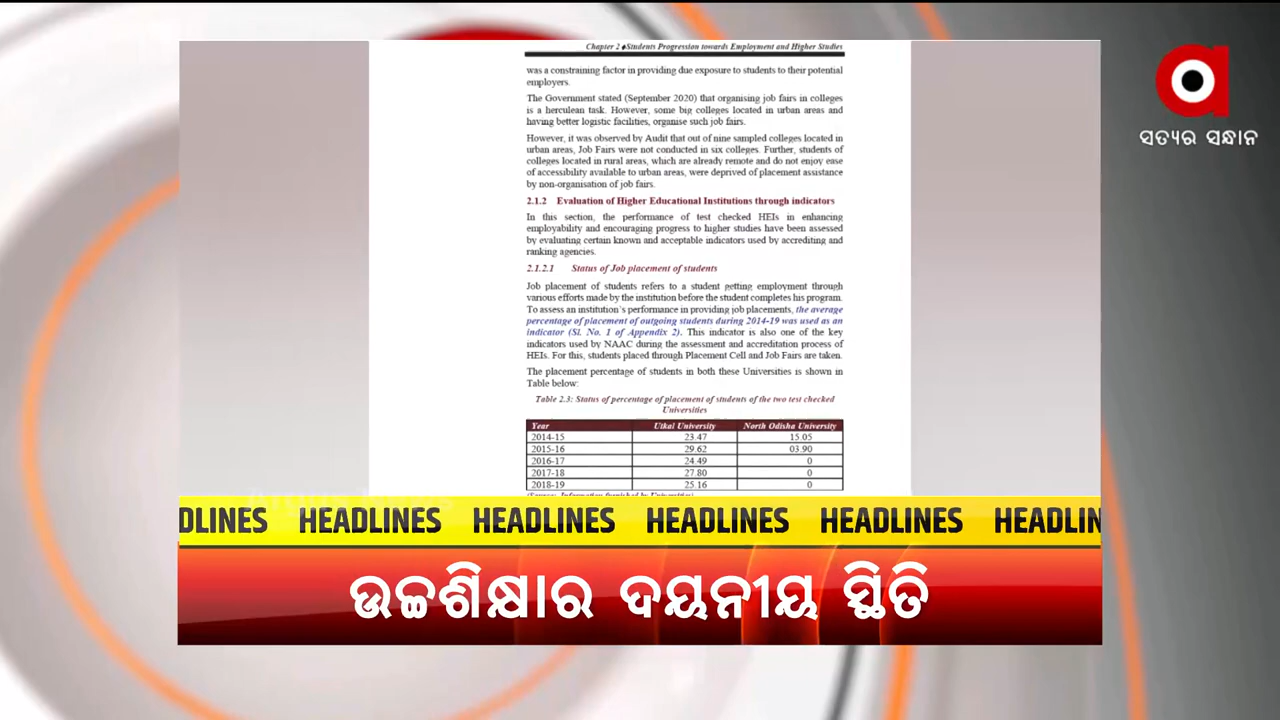 Chapter 2 ♦Students Progression towards Employment and Higher Studies
was a constraining factor in providing due exposure to students to their potential
employers.
The Government stated (September 2020) that organising job fairs in colleges
is a herculean task. However, some big colleges located in urban areas and
having better logistic facilities, organise such job fairs.
However, it was observed by Audit that out of nine sampled colleges located in
urban areas, Job Fairs were not conducted in six colleges. Further, students of
colleges located in rural areas, which are already remote and do not enjoy ease
of accessibility available to urban areas, were deprived of placement assistance
by non-organisation of job fairs.
2.1.2 Evaluation of Higher Educational Institutions through indicators
In this section, the performance of test checked HEIs in enhancing
employability and encouraging progress to higher studies have been assessed
by evaluating certain known and acceptable indicators used by accrediting and
ranking agencies.
2.1.2.1 Status of Job placement of students
Job placement of students refers to a student getting employment through
various efforts made by the institution before the student completes his program.
To assess an institution's performance in providing job placements, the average
percentage of placement of outgoing students during 2014-19 was used as an
indicator (Sl. No. 1 of Appendix 2). This indicator is also one of the key
indicators used by NAAC during the assessment and accreditation process of
HEIs. For this, students placed through Placement Cell and Job Fairs are taken.
The placement percentage of students in both these Universities is shown in
Table below:
Table 2.3: Status of percentage of placement of students of the two test checked
Universities
Year Utkal University North Odisha University
2014-15 23.47 15.05
2015-16 29.62 03.90
2016-17 24.49 0
2017-18 27.80 0
2018-19 25.16 0
(Source: Information furnished by Universities)
ସତ୍ୟର ସନ୍ଧାନ
DLINES HEADLINES HEADLINES HEADLINES HEADLINES HEADLIN
ଉଚ୍ଚଶିକ୍ଷାର ଦୟନୀୟ ସ୍ଥିତି